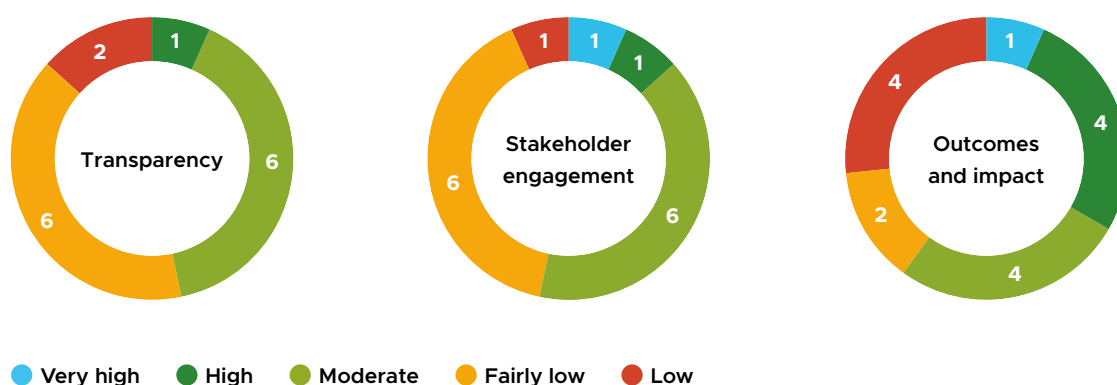 1
6
6
2
Transparency
1
1
6
6
1
Stakeholder
engagement
1
4
4
2
4
Outcomes
and impact
Very high
High
Moderate
Fairly low
Low